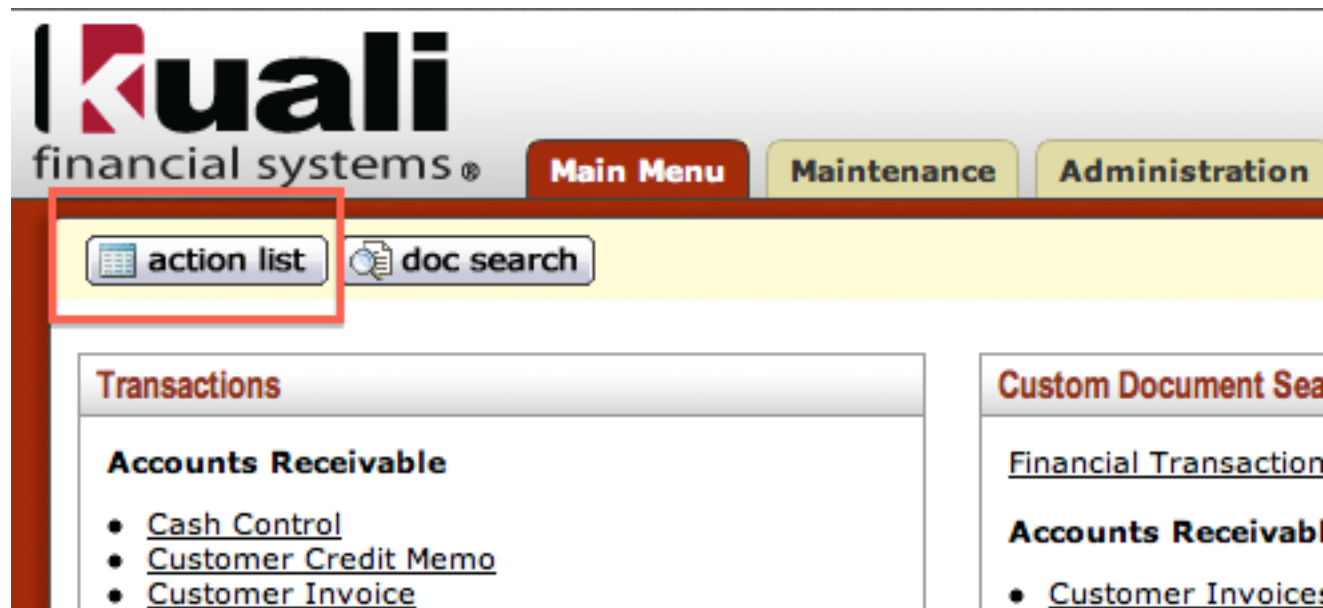 kuali
financial systems ®
Main Menu
Maintenance
Administration
action list
doc search
Transactions
Accounts Receivable
• Cash Control
• Customer Credit Memo
• Customer Invoice
Custom Document Sea
Financial Transaction
Accounts Receivabl
• Customer Invoices